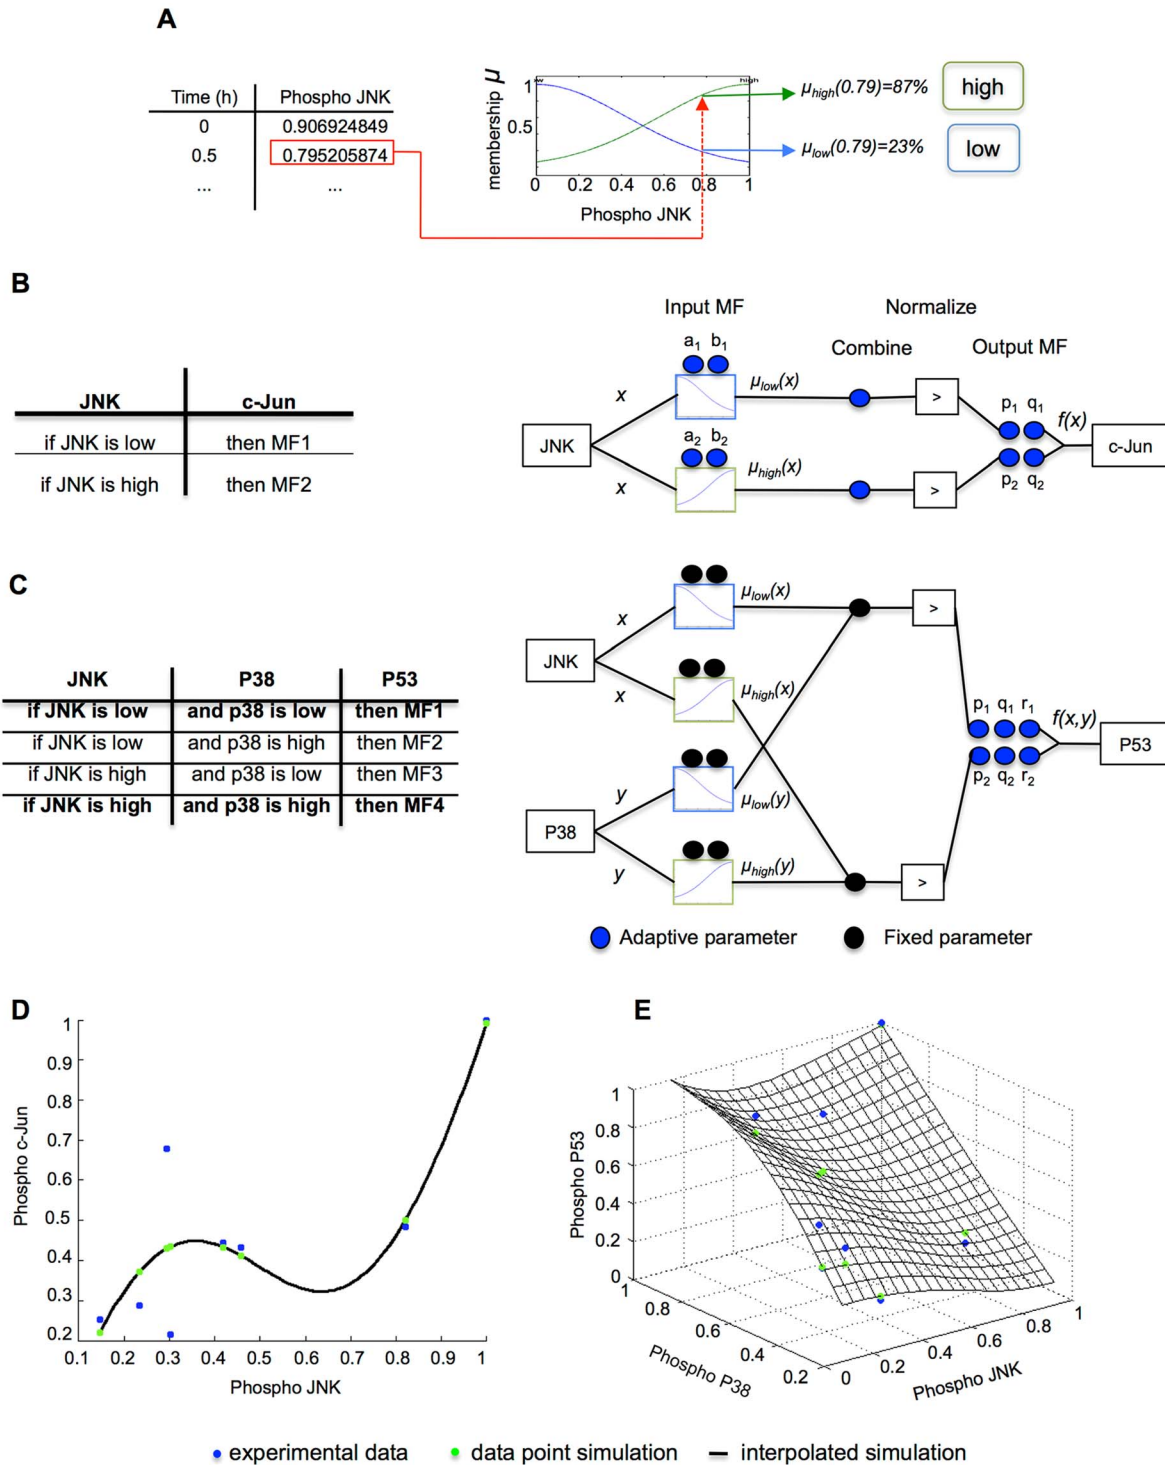 A
Time (h) Phospho JNK
0 0.906924849
0.5 0.795205874
... ...
membership μ
1
0.5
high
0 0.2 0.4 0.6 0.8 1
Phospho JNK
μhigh(0.79)=87%
μlow(0.79)=23%
high
low
B
JNK c-Jun
if JNK is low then MF1
if JNK is high then MF2
Input MF
Normalize
Combine
Output MF
a1 b1
x μlow(x)
>
p1 q1
f(x)
JNK
c-Jun
a2 b2
x μhigh(x)
>
p2 q2
C
JNK P38 P53
if JNK is low and p38 is low then MF1
if JNK is low and p38 is high then MF2
if JNK is high and p38 is low then MF3
if JNK is high and p38 is high then MF4
x μlow(x)
>
JNK
x μhigh(x)
p1 q1 r1
f(x,y)
P53
p2 q2 r2
y μlow(y)
P38
y μhigh(y)
>
Adaptive parameter Fixed parameter
D
Phospho c-Jun
1
0.9
0.8
0.7
0.6
0.5
0.4
0.3
0.2
0.1 0.2 0.3 0.4 0.5 0.6 0.7 0.8 0.9 1
Phospho JNK
E
Phospho P53
1
0.8
0.6
0.4
0.2
0
1
0.8
0.6
0.4
0.2
Phospho P38
0 0.2 0.4 0.6 0.8 1
Phospho JNK
experimental data data point simulation interpolated simulation